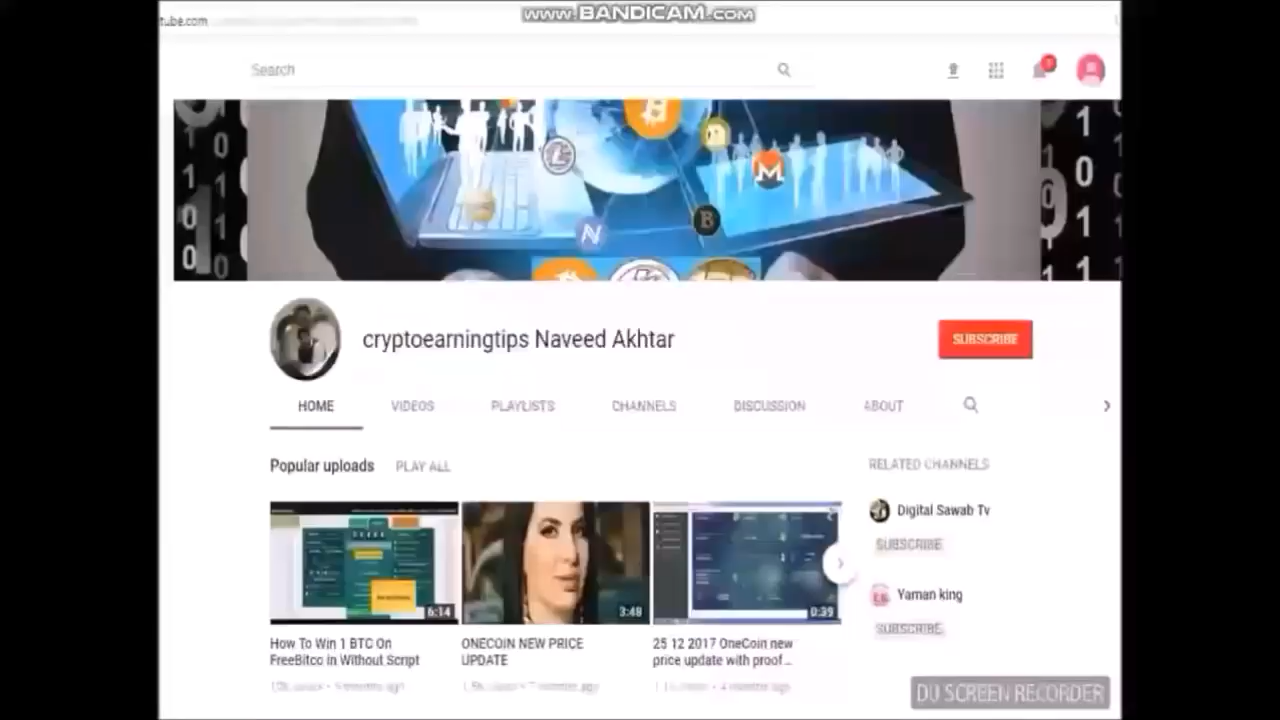 www.BANDICAM.com
tube.com
Search
cryptoearningtips Naveed Akhtar
SUBSCRIBE
HOME
VIDEOS
PLAYLISTS
CHANNELS
DISCUSSION
ABOUT
Popular uploads
PLAY ALL
RELATED CHANNELS
6:14
3:48
0:39
How To Win 1 BTC On
FreeBitco in Without Script
ONECOIN NEW PRICE
UPDATE
25 12 2017 OneCoin new
price update with proof...
Digital Sawab Tv
SUBSCRIBE
Yaman king
SUBSCRIBE
DU SCREEN RECORDER